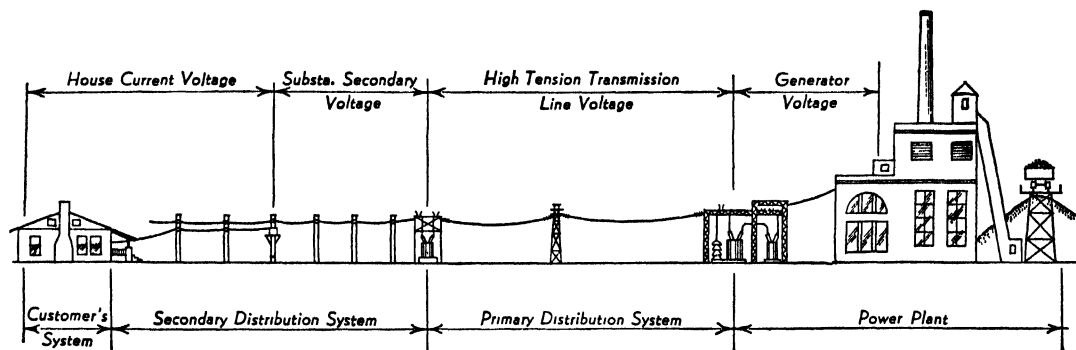 House Current Voltage
Substa. Secondary
Voltage
High Tension Transmission
Line Voltage
Generator
Voltage
Customer's
System
Secondary Distribution System
Primary Distribution System
Power Plant